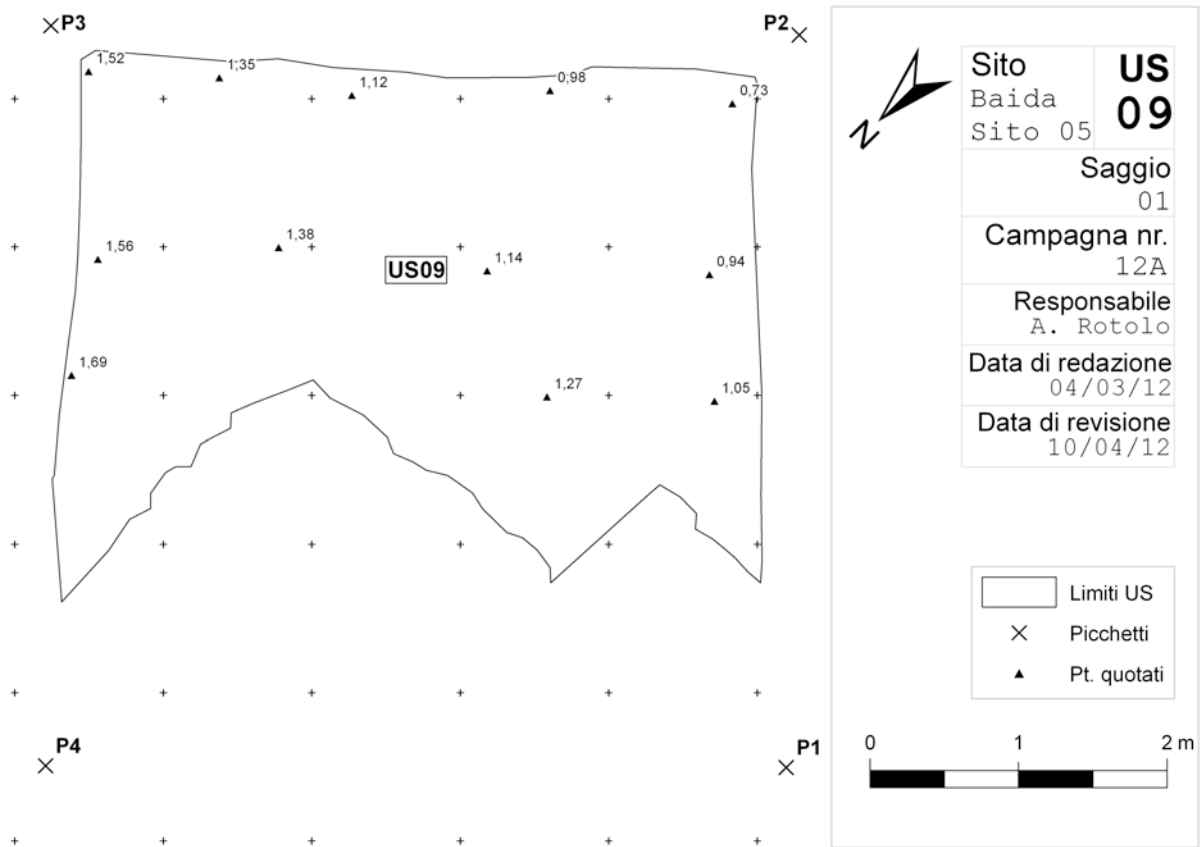 P3
P2
1,52
1,35
1,12
0,98
0,73
1,56
1,38
US09
1,14
0,94
1,69
1,27
1,05
P4
P1
N
Sito
Baida
Sito 05
US
09
Saggio
01
Campagna nr.
12A
Responsabile
A. Rotolo
Data di redazione
04/03/12
Data di revisione
10/04/12
Limiti US
Picchetti
Pt. quotati
0 1 2 m